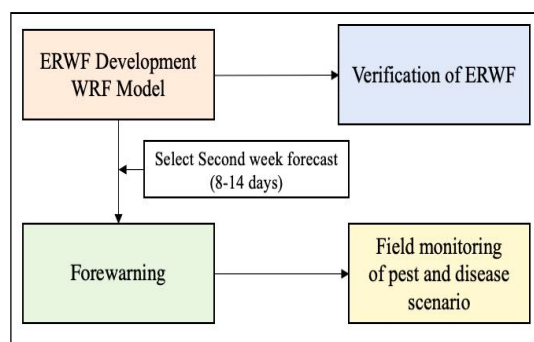 ERWF Development
WRF Model
Verification of ERWF
Select Second week forecast
(8-14 days)
Forewarning
Field monitoring
of pest and disease
scenario